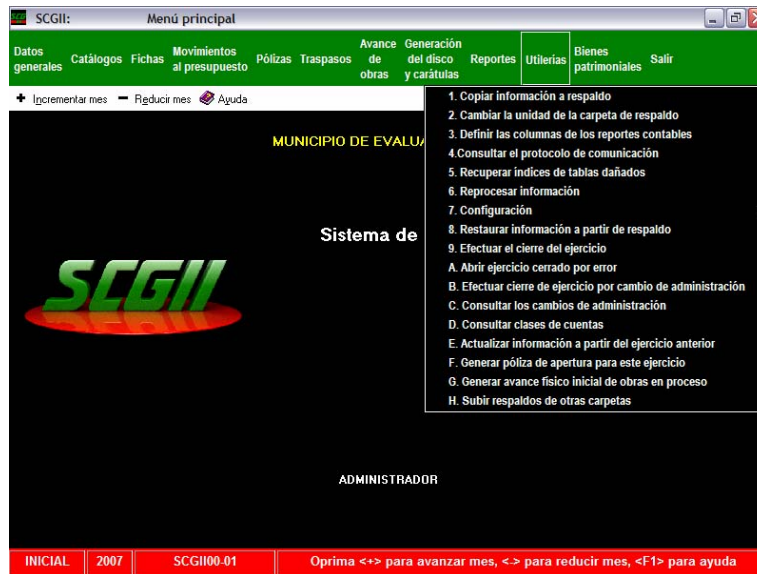 SCGII: Menú principal
Datos generales Catálogos Fichas Movimientos al presupuesto Pólizas Traspasos Avance de obras Generación del disco y carátulas Reportes Utilerias Bienes patrimoniales Salir
Incrementar mes Reducir mes Ayuda
1. Copiar información a respaldo
2. Cambiar la unidad de la carpeta de respaldo
3. Definir las columnas de los reportes contables
4.Consultar el protocolo de comunicación
5. Recuperar índices de tablas dañados
6. Reprocesar información
7. Configuración
8. Restaurar información a partir de respaldo
9. Efectuar el cierre del ejercicio
A. Abrir ejercicio cerrado por error
B. Efectuar cierre de ejercicio por cambio de administración
C. Consultar los cambios de administración
D. Consultar clases de cuentas
E. Actualizar información a partir del ejercicio anterior
F. Generar póliza de apertura para este ejercicio
G. Generar avance físico inicial de obras en proceso
H. Subir respaldos de otras carpetas
MUNICIPIO DE EVALUA
Sistema de
SCGII
ADMINISTRADOR
INICIAL 2007 SCGII00-01 Oprima <+> para avanzar mes, <-> para reducir mes, <F1> para ayuda